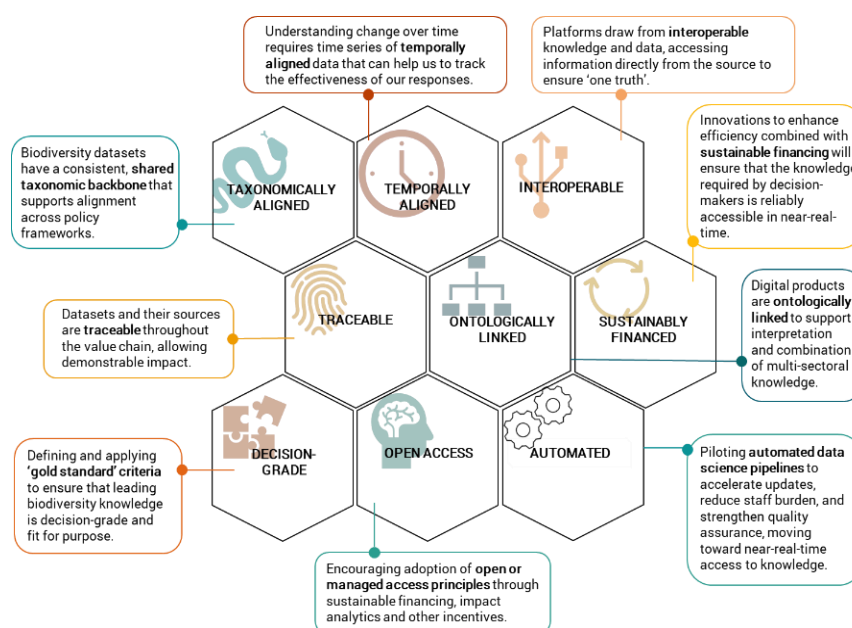 Understanding change over time
requires time series of temporally
aligned data that can help us to track
the effectiveness of our responses.
Platforms draw from interoperable
knowledge and data, accessing
information directly from the source to
ensure ‘one truth’.
Biodiversity datasets
have a consistent, shared
taxonomic backbone that
supports alignment
across policy
frameworks.
TAXONOMICALLY
ALIGNED
TEMPORALLY
ALIGNED
INTEROPERABLE
Innovations to enhance
efficiency combined with
sustainable financing will
ensure that the knowledge
required by decision-
makers is reliably
accessible in near-real-
time.
Datasets and their sources
are traceable throughout
the value chain, allowing
demonstrable impact.
TRACEABLE
ONTOLOGICALLY
LINKED
SUSTAINABLY
FINANCED
Digital products
are ontologically
linked to support
interpretation
and combination
of multi-sectoral
knowledge.
Defining and applying
‘gold standard’ criteria
to ensure that leading
biodiversity knowledge
is decision-grade and
fit for purpose.
DECISION-
GRADE
OPEN ACCESS
AUTOMATED
Piloting automated data
science pipelines to
accelerate updates,
reduce staff burden, and
strengthen quality
assurance, moving
toward near-real-time
access to knowledge.
Encouraging adoption of open or
managed access principles through
sustainable financing, impact
analytics and other incentives.